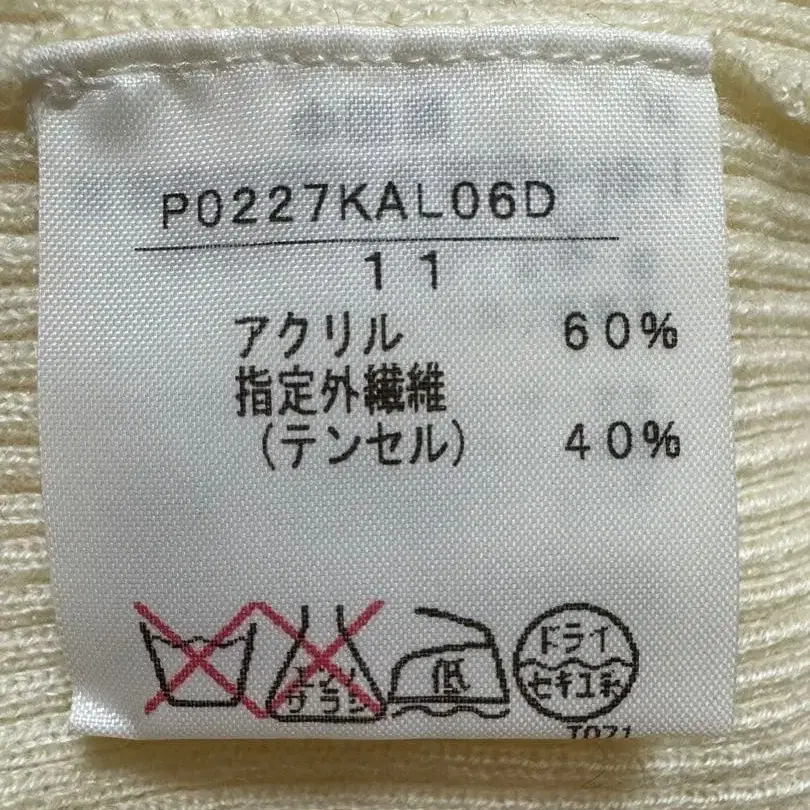 P0227KAL06D
11
アクリル 60%
指定外繊維
(テンセル) 40%
エンソ
サラシ
低
ドライ
セキユ系
T071